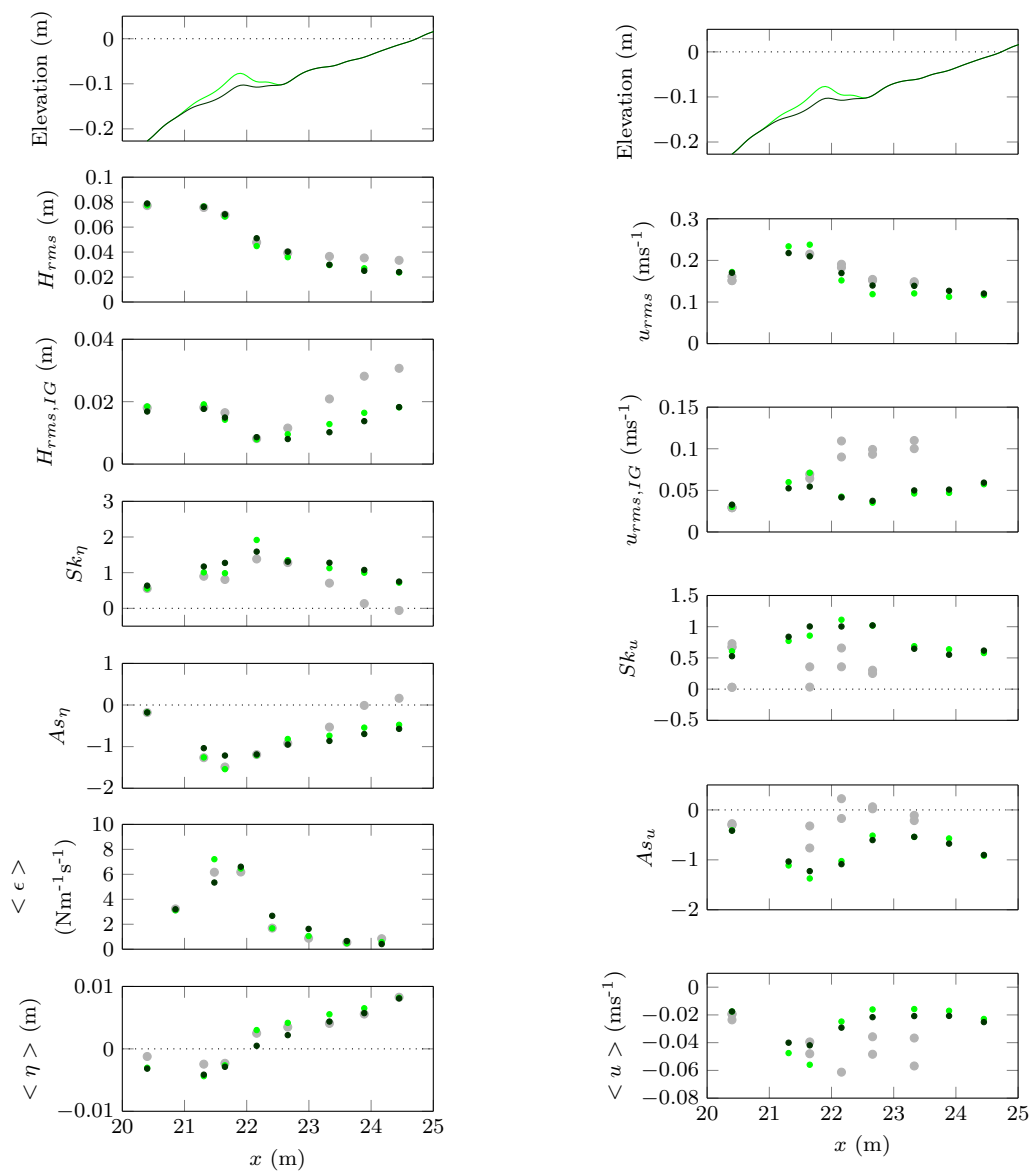 Elevation (m)
0
−0.1
−0.2
H_rms (m)
0.1
0.08
0.06
0.04
0.02
0
H_rms,IG (m)
0.04
0.02
0
Sk_η
3
2
1
0
As_η
1
0
−1
−2
< ϵ >
(Nm⁻¹s⁻¹)
10
8
6
4
2
0
< η > (m)
0.01
0
−0.01
20 21 22 23 24 25
x (m)
Elevation (m)
0
−0.1
−0.2
u_rms (ms⁻¹)
0.3
0.2
0.1
0
u_rms,IG (ms⁻¹)
0.15
0.1
0.05
0
Sk_u
1.5
1
0.5
0
−0.5
As_u
0
−1
−2
< u > (ms⁻¹)
0
−0.02
−0.04
−0.06
−0.08
20 21 22 23 24 25
x (m)